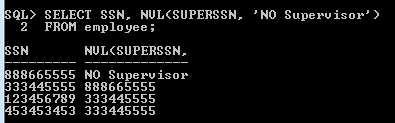 SQL> SELECT SSN, NVL(SUPERSSN, 'NO Supervisor')
  2  FROM employee;
SSN       NVL(SUPERSSN,
--------- -------------
888665555 NO Supervisor
333445555 888665555
123456789 333445555
453453453 333445555